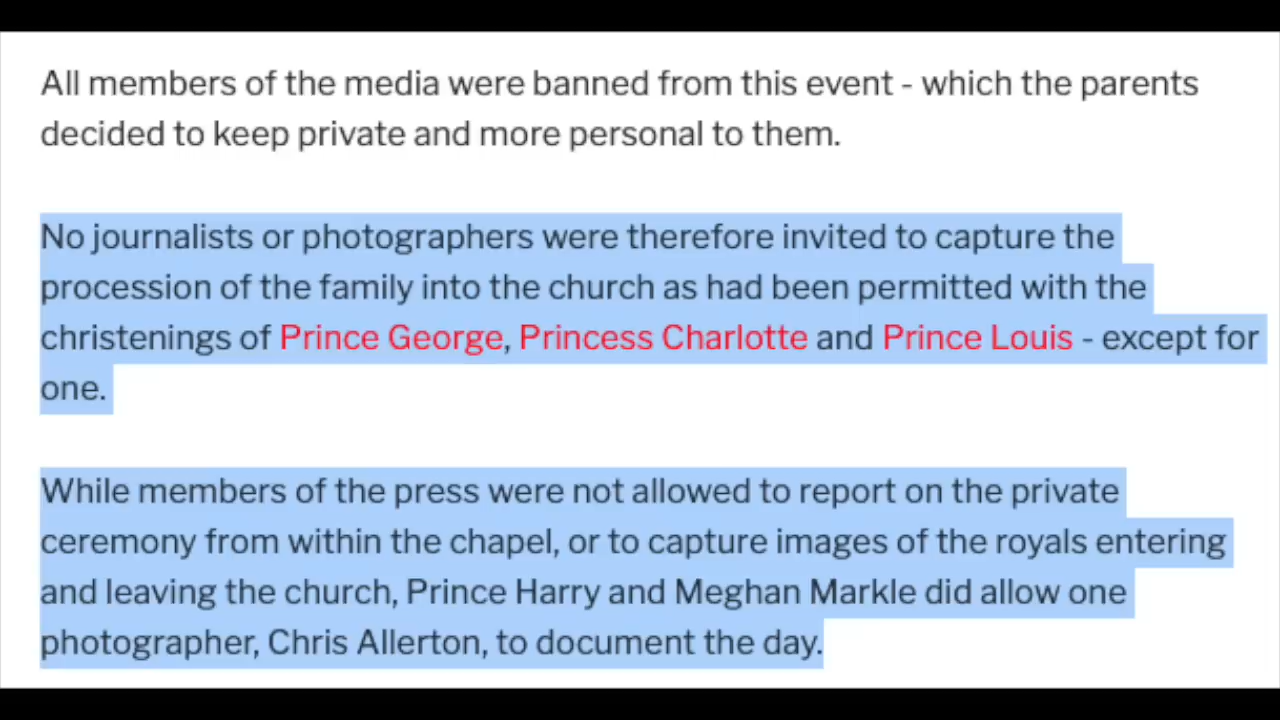 All members of the media were banned from this event - which the parents
decided to keep private and more personal to them.
No journalists or photographers were therefore invited to capture the
procession of the family into the church as had been permitted with the
christenings of Prince George, Princess Charlotte and Prince Louis - except for
one.
While members of the press were not allowed to report on the private
ceremony from within the chapel, or to capture images of the royals entering
and leaving the church, Prince Harry and Meghan Markle did allow one
photographer, Chris Allerton, to document the day.